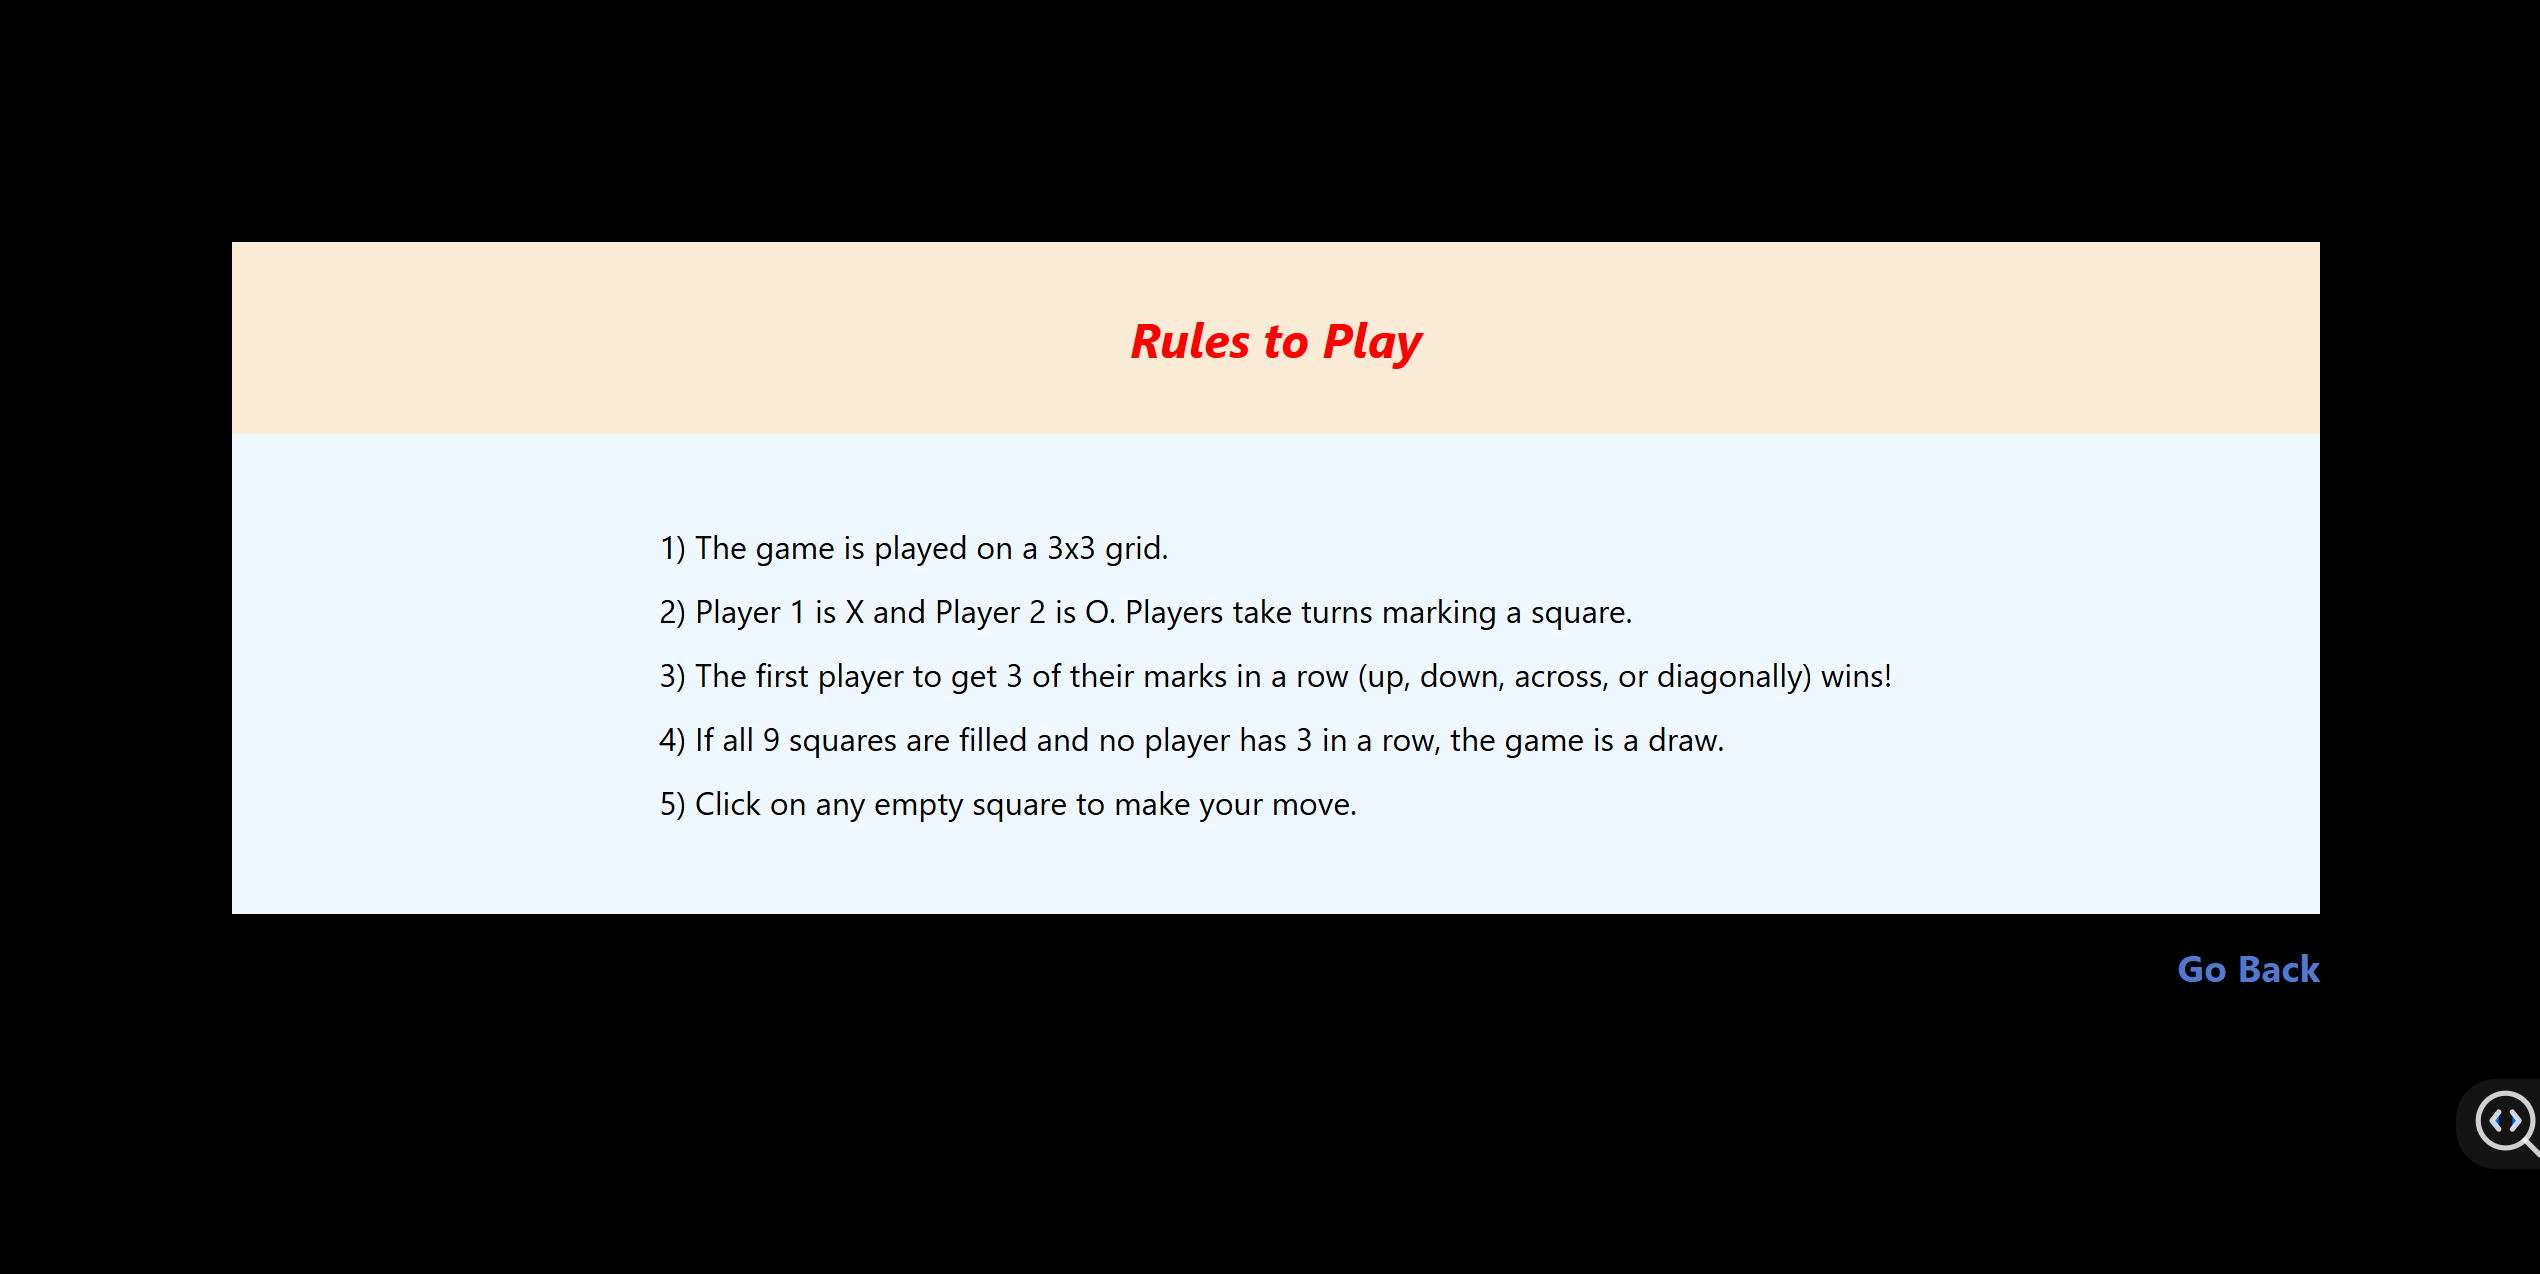 Rules to Play
1) The game is played on a 3x3 grid.
2) Player 1 is X and Player 2 is O. Players take turns marking a square.
3) The first player to get 3 of their marks in a row (up, down, across, or diagonally) wins!
4) If all 9 squares are filled and no player has 3 in a row, the game is a draw.
5) Click on any empty square to make your move.
Go Back